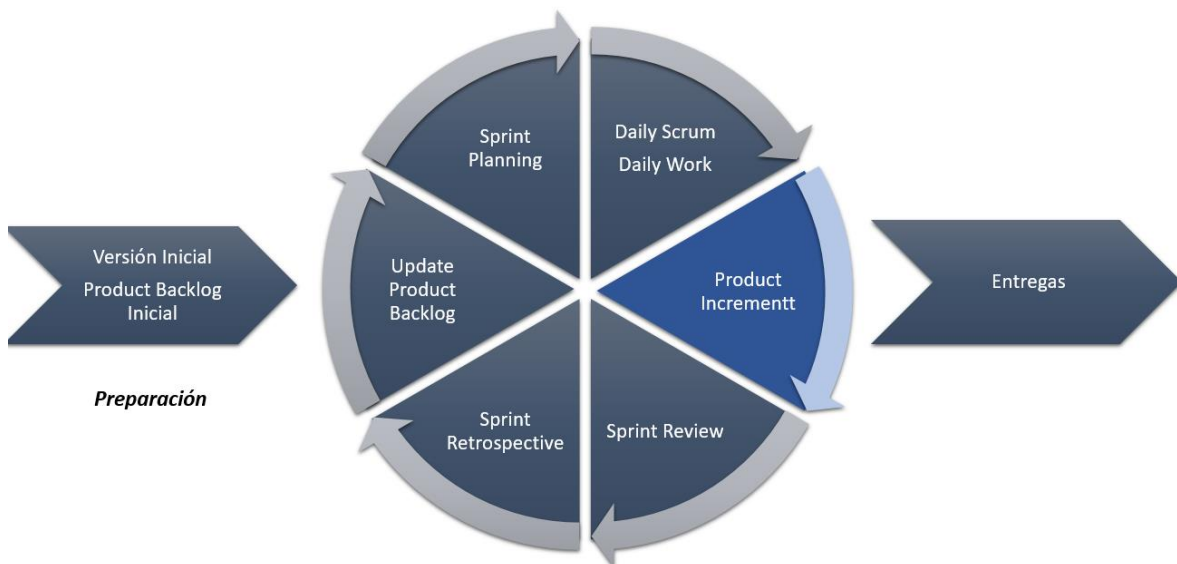 Versión Inicial
Product Backlog
Inicial
Preparación
Sprint
Planning
Daily Scrum
Daily Work
Product
Incrementt
Sprint Review
Sprint
Retrospective
Update
Product
Backlog
Entregas